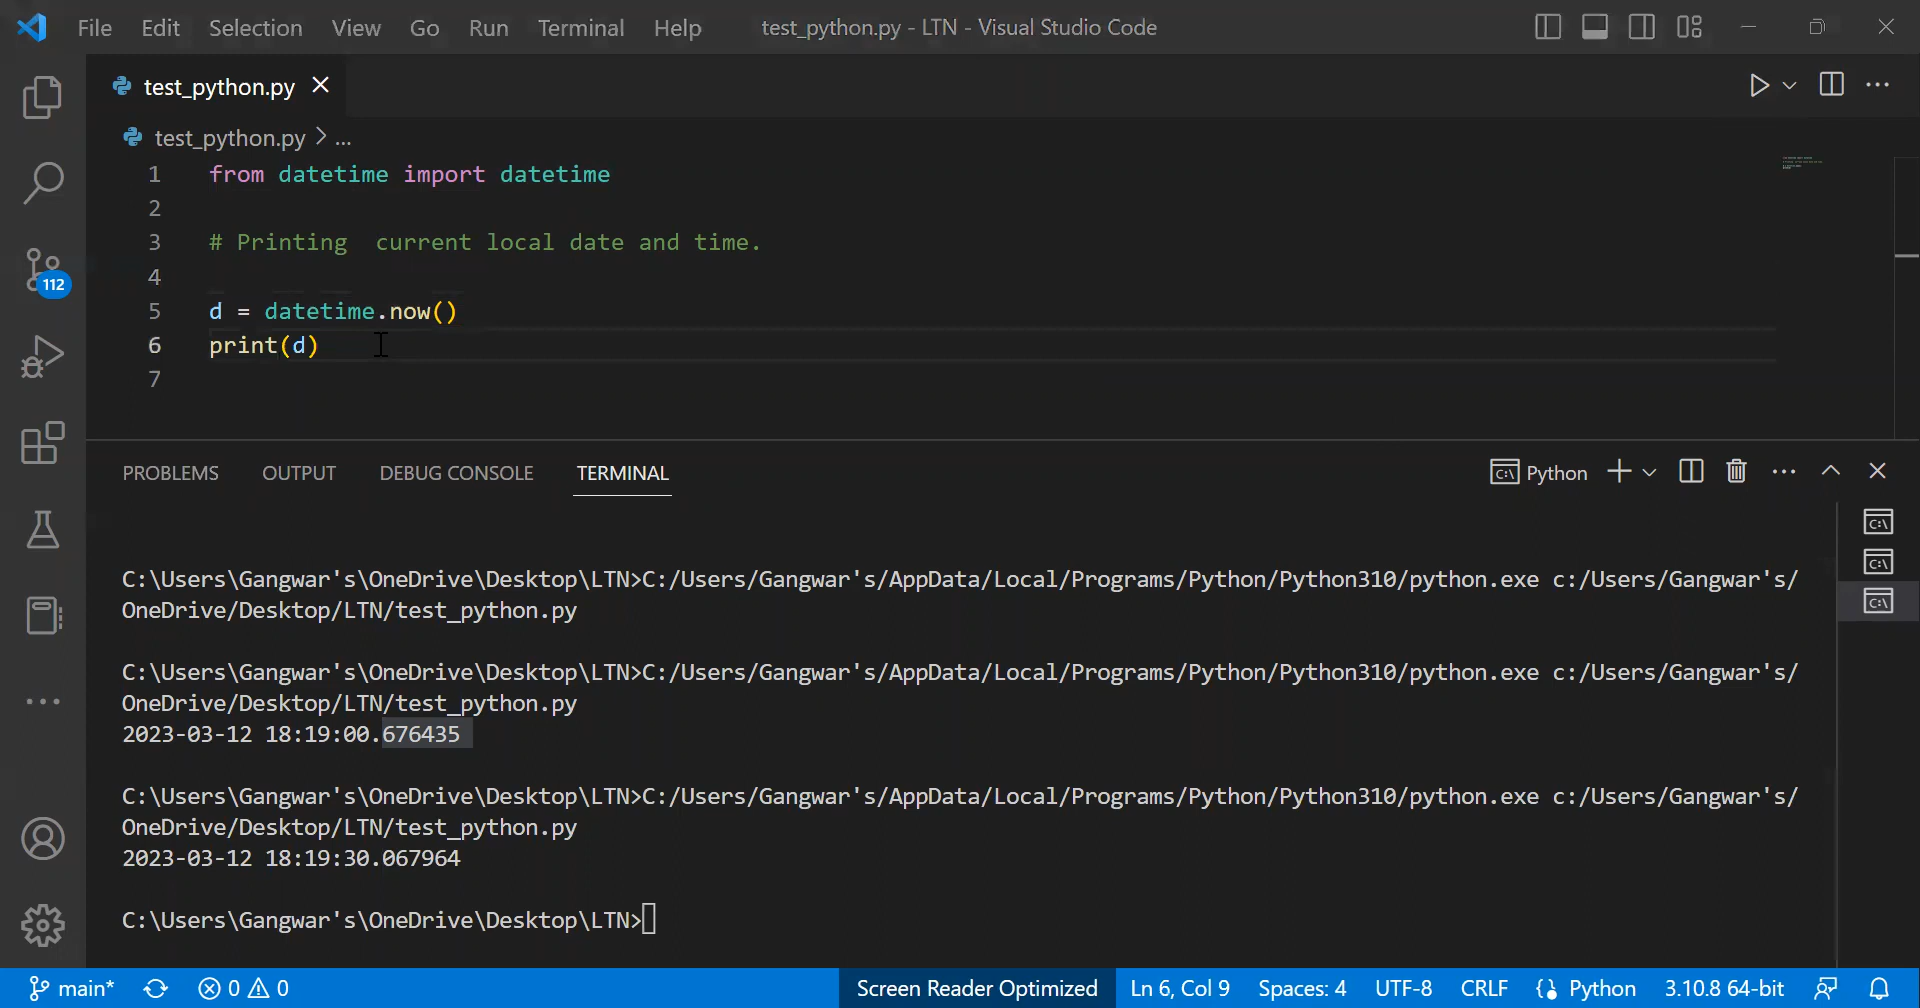 File Edit Selection View Go Run Terminal Help test_python.py - LTN - Visual Studio Code
test_python.py
test_python.py > ...
1 from datetime import datetime
2
3 # Printing  current local date and time.
4
5 d = datetime.now()
6 print(d)
7
112
PROBLEMS OUTPUT DEBUG CONSOLE TERMINAL Python
C:\Users\Gangwar's\OneDrive\Desktop\LTN>C:/Users/Gangwar's/AppData/Local/Programs/Python/Python310/python.exe c:/Users/Gangwar's/
OneDrive/Desktop/LTN/test_python.py
C:\Users\Gangwar's\OneDrive\Desktop\LTN>C:/Users/Gangwar's/AppData/Local/Programs/Python/Python310/python.exe c:/Users/Gangwar's/
OneDrive/Desktop/LTN/test_python.py
2023-03-12 18:19:00.676435
C:\Users\Gangwar's\OneDrive\Desktop\LTN>C:/Users/Gangwar's/AppData/Local/Programs/Python/Python310/python.exe c:/Users/Gangwar's/
OneDrive/Desktop/LTN/test_python.py
2023-03-12 18:19:30.067964
C:\Users\Gangwar's\OneDrive\Desktop\LTN>
main* 0 0 Screen Reader Optimized Ln 6, Col 9 Spaces: 4 UTF-8 CRLF Python 3.10.8 64-bit